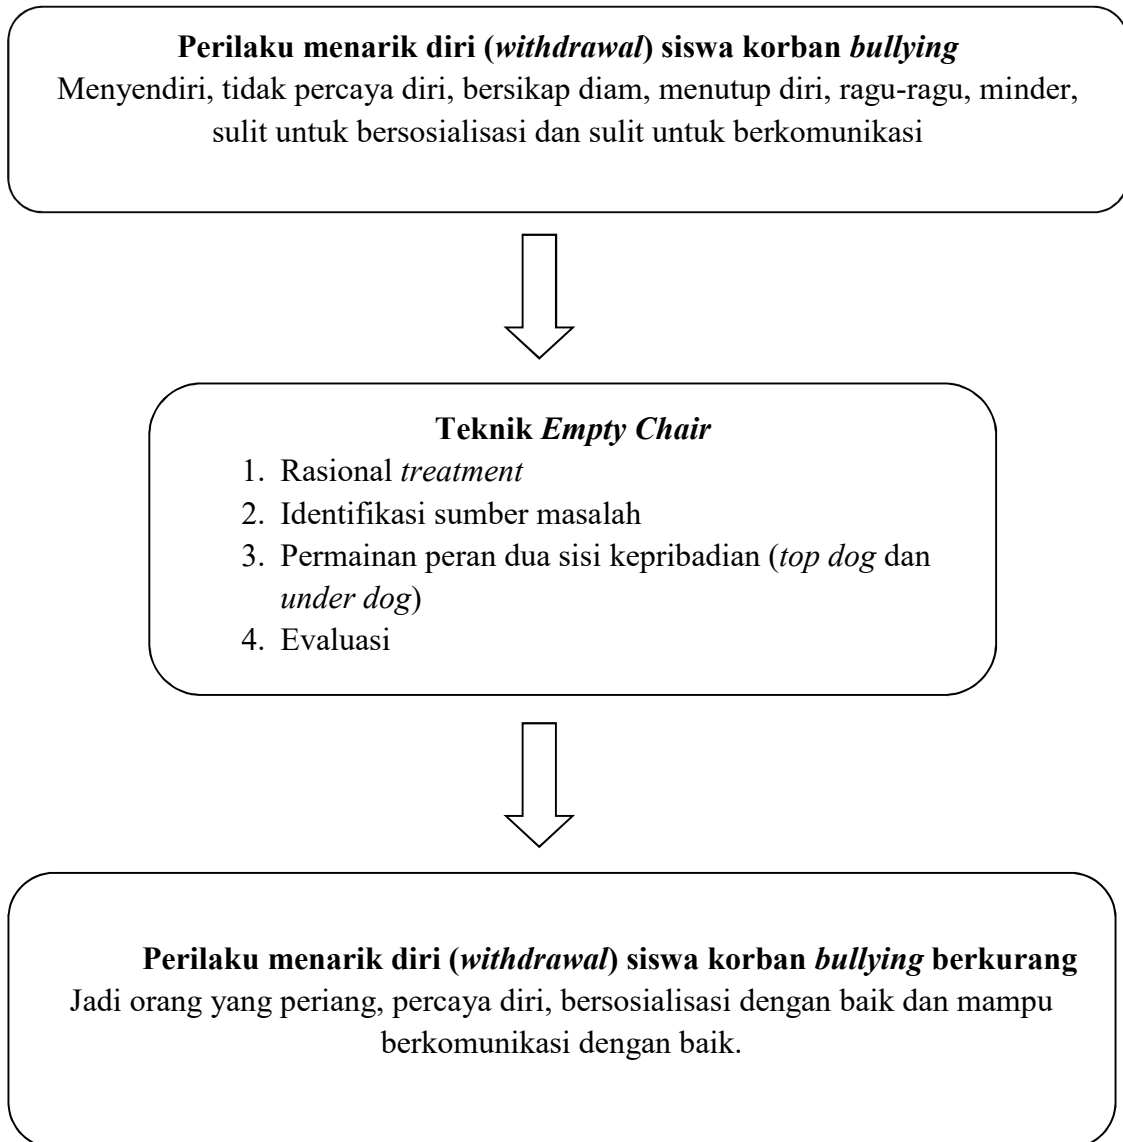 Perilaku menarik diri (withdrawal) siswa korban bullying
Menyendiri, tidak percaya diri, bersikap diam, menutup diri, ragu-ragu, minder,
sulit untuk bersosialisasi dan sulit untuk berkomunikasi
Teknik Empty Chair
1. Rasional treatment
2. Identifikasi sumber masalah
3. Permainan peran dua sisi kepribadian (top dog dan
under dog)
4. Evaluasi
Perilaku menarik diri (withdrawal) siswa korban bullying berkurang
Jadi orang yang periang, percaya diri, bersosialisasi dengan baik dan mampu
berkomunikasi dengan baik.